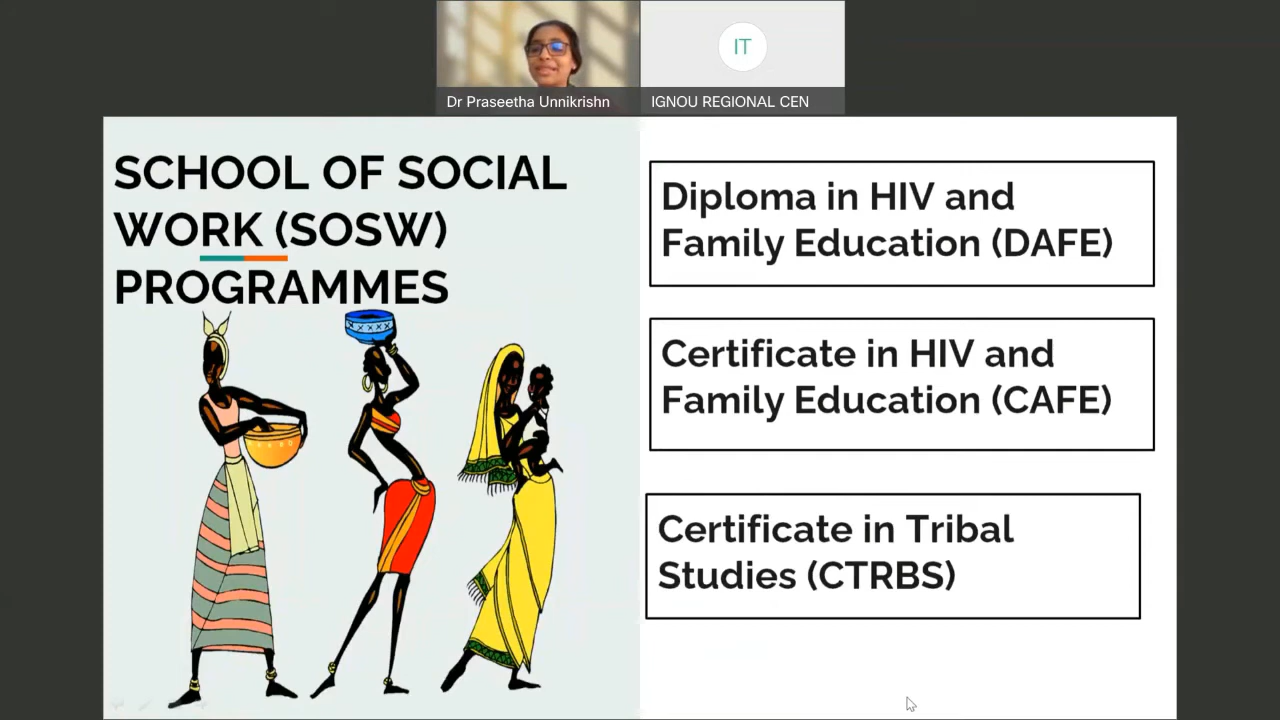 IT
Dr Praseetha Unnikrishn
IGNOU REGIONAL CEN
SCHOOL OF SOCIAL
WORK (SOSW)
PROGRAMMES
Diploma in HIV and
Family Education (DAFE)
Certificate in HIV and
Family Education (CAFE)
Certificate in Tribal
Studies (CTRBS)